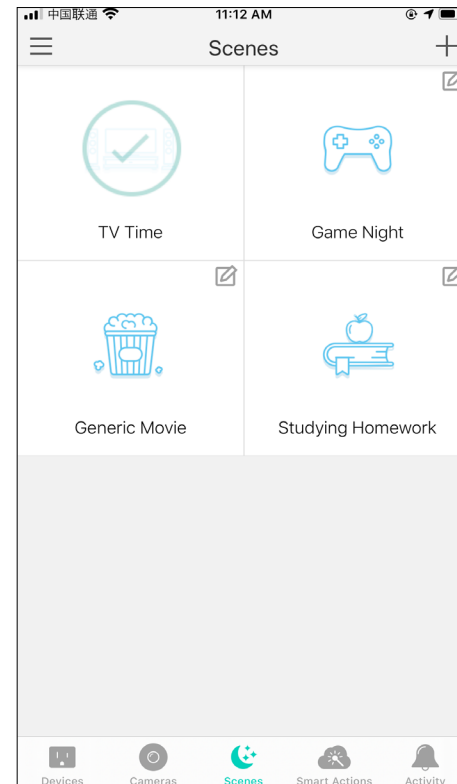 中国联通 11:12 AM
Scenes
TV Time Game Night
Generic Movie Studying Homework
Devices Cameras Scenes Smart Actions Activity